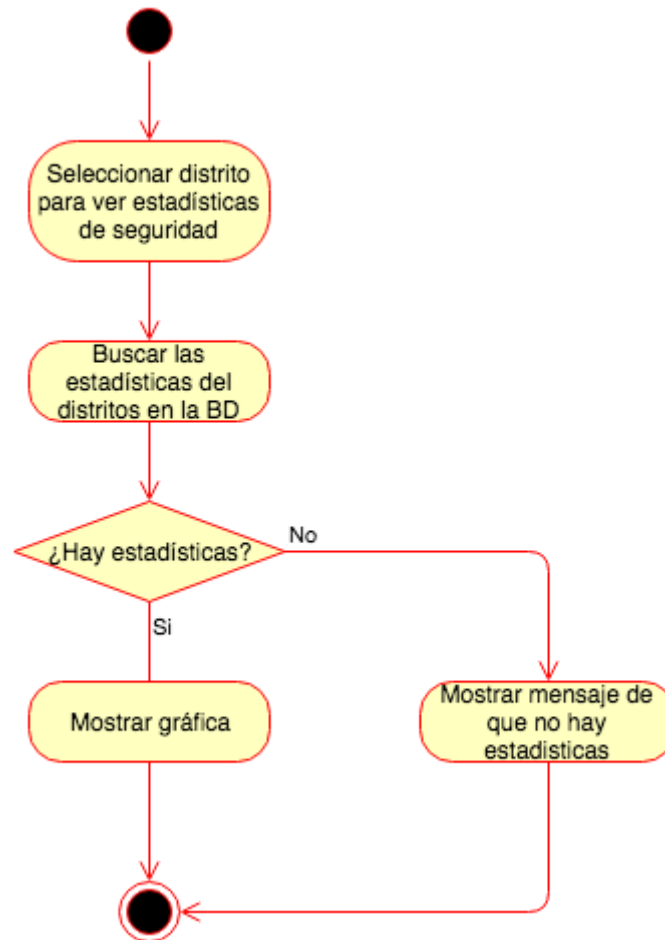 Seleccionar distrito
para ver estadísticas
de seguridad
Buscar las
estadísticas del
distritos en la BD
¿Hay estadísticas?
No
Si
Mostrar gráfica
Mostrar mensaje de
que no hay
estadisticas